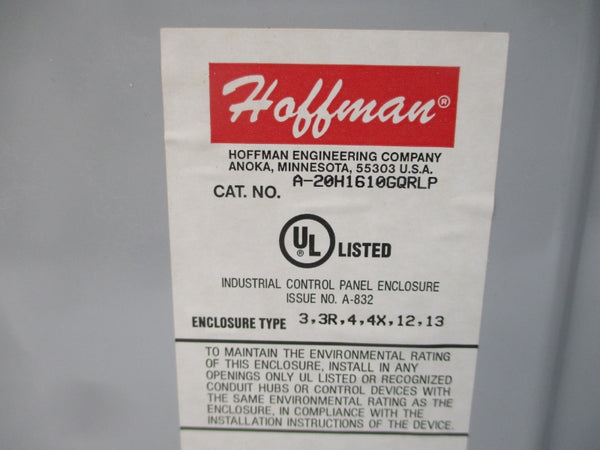 Hoffman®
HOFFMAN ENGINEERING COMPANY
ANOKA, MINNESOTA, 55303 U.S.A.
CAT. NO. A-20H1610GQRLP
UL ® LISTED
INDUSTRIAL CONTROL PANEL ENCLOSURE
ISSUE NO. A-832
ENCLOSURE TYPE 3,3R,4,4X,12,13
TO MAINTAIN THE ENVIRONMENTAL RATING
OF THIS ENCLOSURE, INSTALL IN ANY
OPENINGS ONLY UL LISTED OR RECOGNIZED
CONDUIT HUBS OR CONTROL DEVICES WITH
THE SAME ENVIRONMENTAL RATING AS THE
ENCLOSURE, IN COMPLIANCE WITH THE
INSTALLATION INSTRUCTIONS OF THE DEVICE.